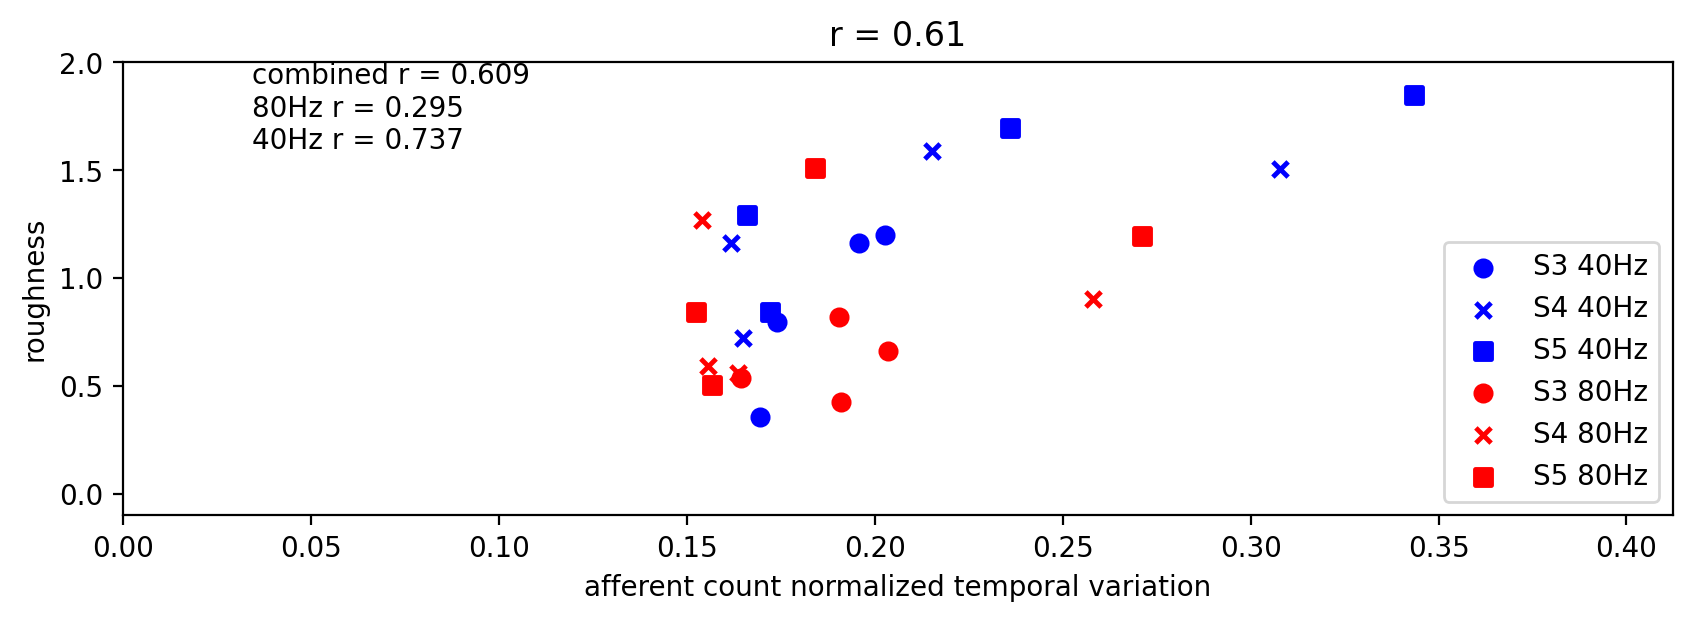 r = 0.61
combined r = 0.609
80Hz r = 0.295
40Hz r = 0.737
2.0
1.5
1.0
0.5
0.0
roughness
S3 40Hz
S4 40Hz
S5 40Hz
S3 80Hz
S4 80Hz
S5 80Hz
0.00 0.05 0.10 0.15 0.20 0.25 0.30 0.35 0.40
afferent count normalized temporal variation